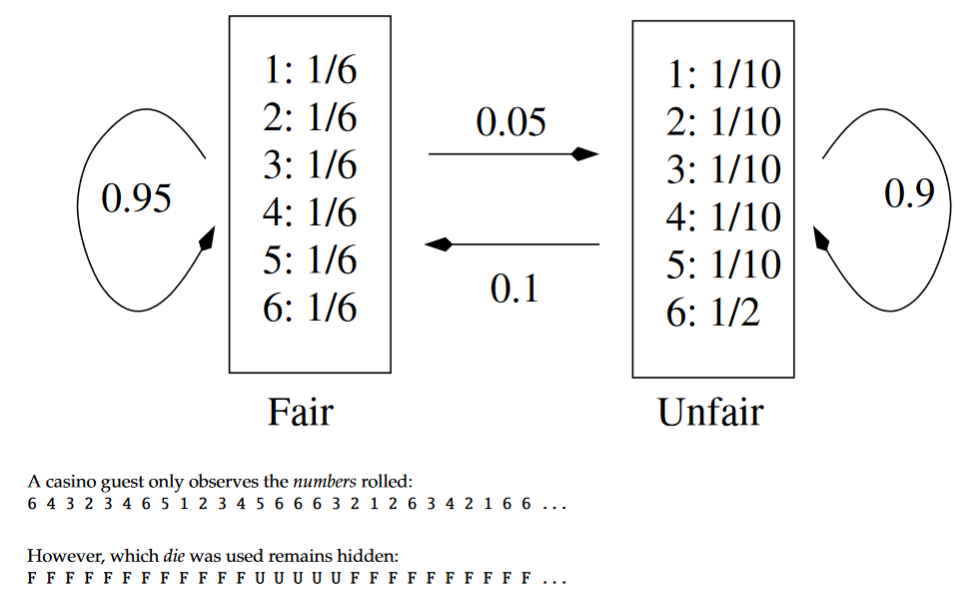 1: 1/6
2: 1/6
3: 1/6
4: 1/6
5: 1/6
6: 1/6
Fair
0.95
0.05
0.1
1: 1/10
2: 1/10
3: 1/10
4: 1/10
5: 1/10
6: 1/2
Unfair
0.9
A casino guest only observes the numbers rolled:
6 4 3 2 3 4 6 5 1 2 3 4 5 6 6 6 3 2 1 2 6 3 4 2 1 6 6 ...
However, which die was used remains hidden:
F F F F F F F F F F F F U U U U U F F F F F F F F F F ...